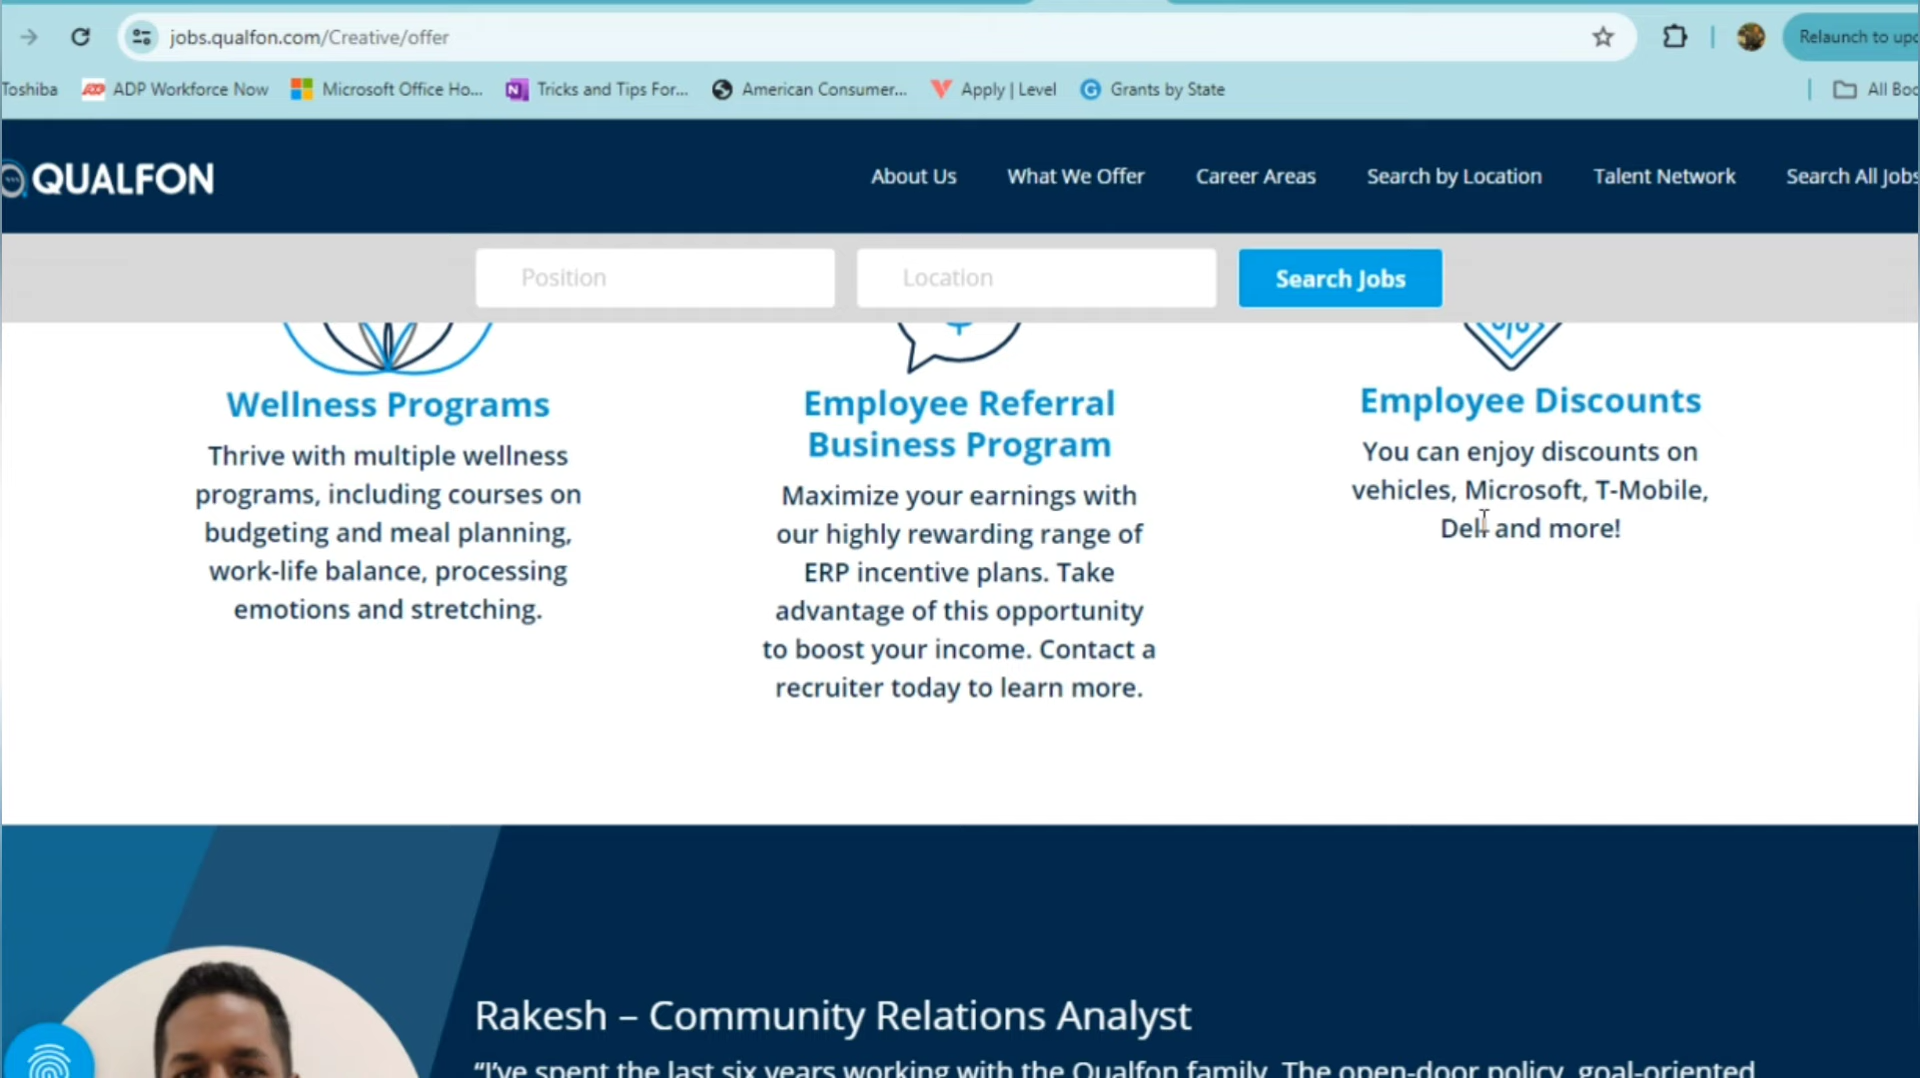 jobs.qualfon.com/Creative/offer
Relaunch to upd
Toshiba
ADP Workforce Now
Microsoft Office Ho...
Tricks and Tips For...
American Consumer...
Apply | Level
Grants by State
All Boo
QUALFON
About Us
What We Offer
Career Areas
Search by Location
Talent Network
Search All Jobs
Position
Location
Search Jobs
Wellness Programs
Thrive with multiple wellness
programs, including courses on
budgeting and meal planning,
work-life balance, processing
emotions and stretching.
Employee Referral
Business Program
Maximize your earnings with
our highly rewarding range of
ERP incentive plans. Take
advantage of this opportunity
to boost your income. Contact a
recruiter today to learn more.
Employee Discounts
You can enjoy discounts on
vehicles, Microsoft, T-Mobile,
Dell and more!
Rakesh – Community Relations Analyst
“I’ve spent the last six years working with the Qualfon family. The open-door policy, goal-oriented